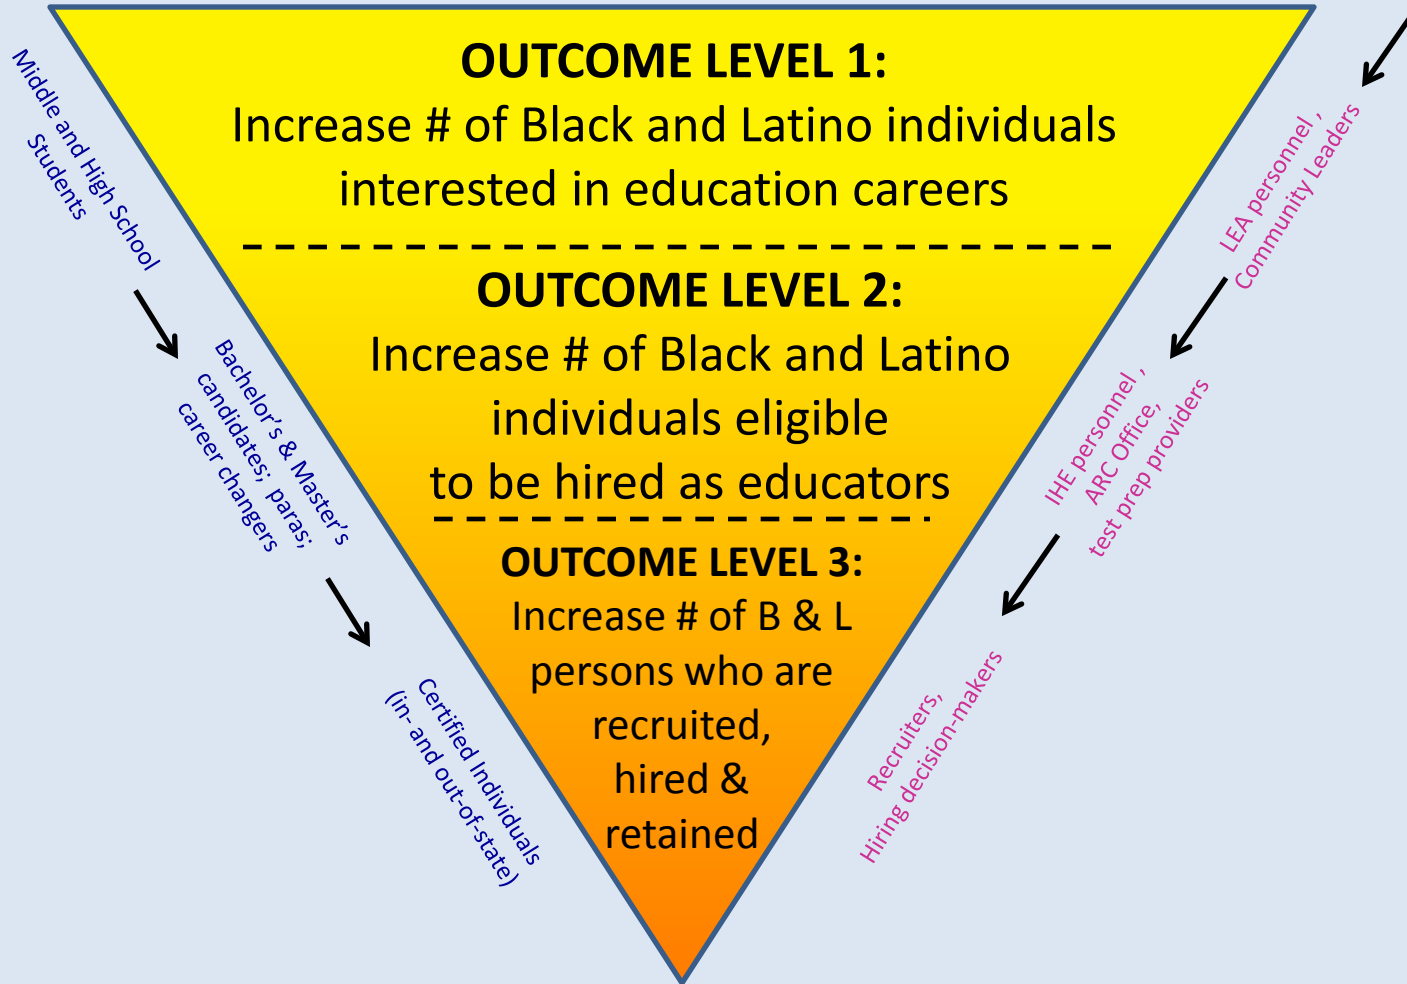 OUTCOME LEVEL 1:
Increase # of Black and Latino individuals
interested in education careers
OUTCOME LEVEL 2:
Increase # of Black and Latino
individuals eligible
to be hired as educators
OUTCOME LEVEL 3:
Increase # of B & L
persons who are
recruited,
hired &
retained
Middle and High School
Students
Bachelor’s & Master’s
candidates; paras;
career changers
Certified Individuals
(in- and out-of-state)
LEA personnel ,
Community Leaders
IHE personnel ,
ARC Office,
test prep providers
Recruiters,
Hiring decision-makers